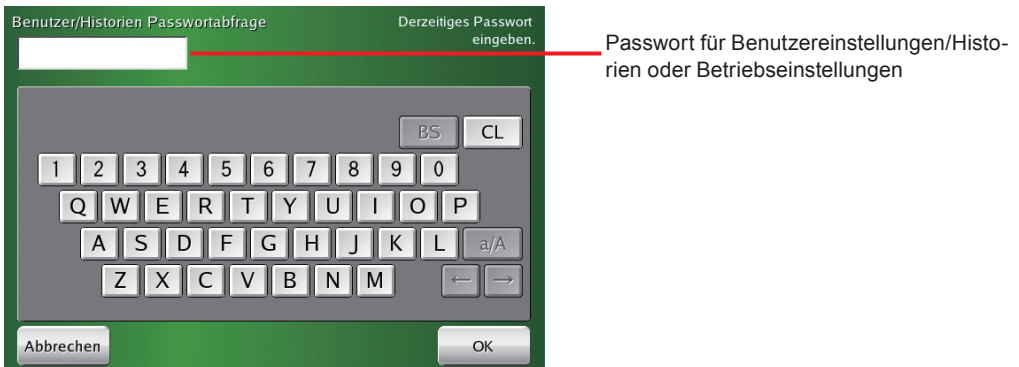 Benutzer/Historien Passwortabfrage
Derzeitiges Passwort
eingeben.
Passwort für Benutzereinstellungen/Histo-
rien oder Betriebseinstellungen
BS CL
1 2 3 4 5 6 7 8 9 0
Q W E R T Y U I O P
A S D F G H J K L a/A
Z X C V B N M ← →
Abbrechen OK